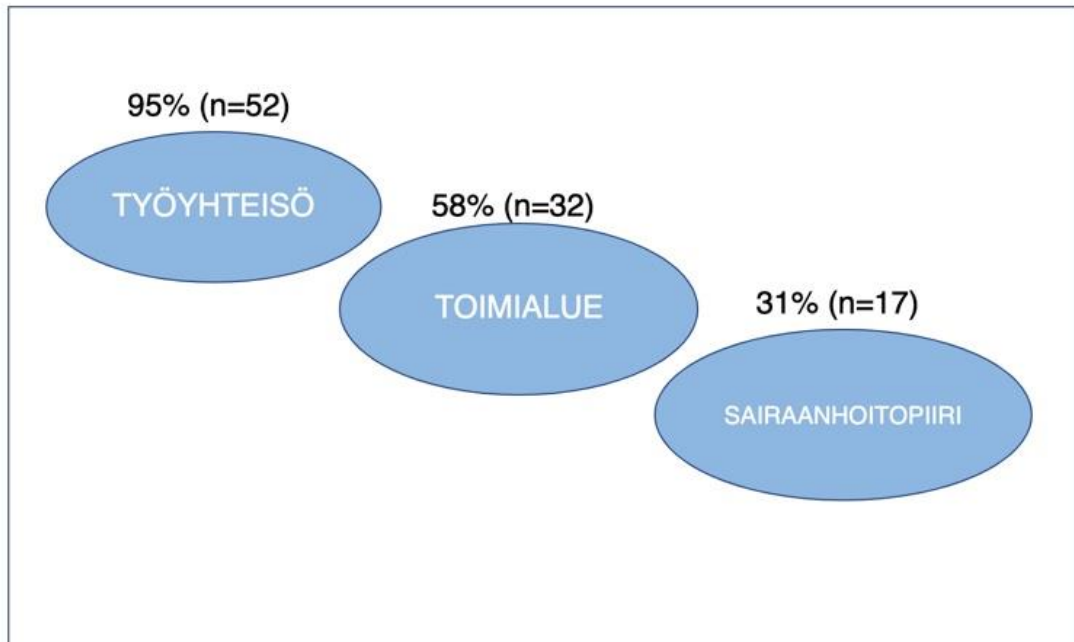 95% (n=52)
TYÖYHTEISÖ
58% (n=32)
TOIMIALUE
31% (n=17)
SAIRAANHOITOPIIRI